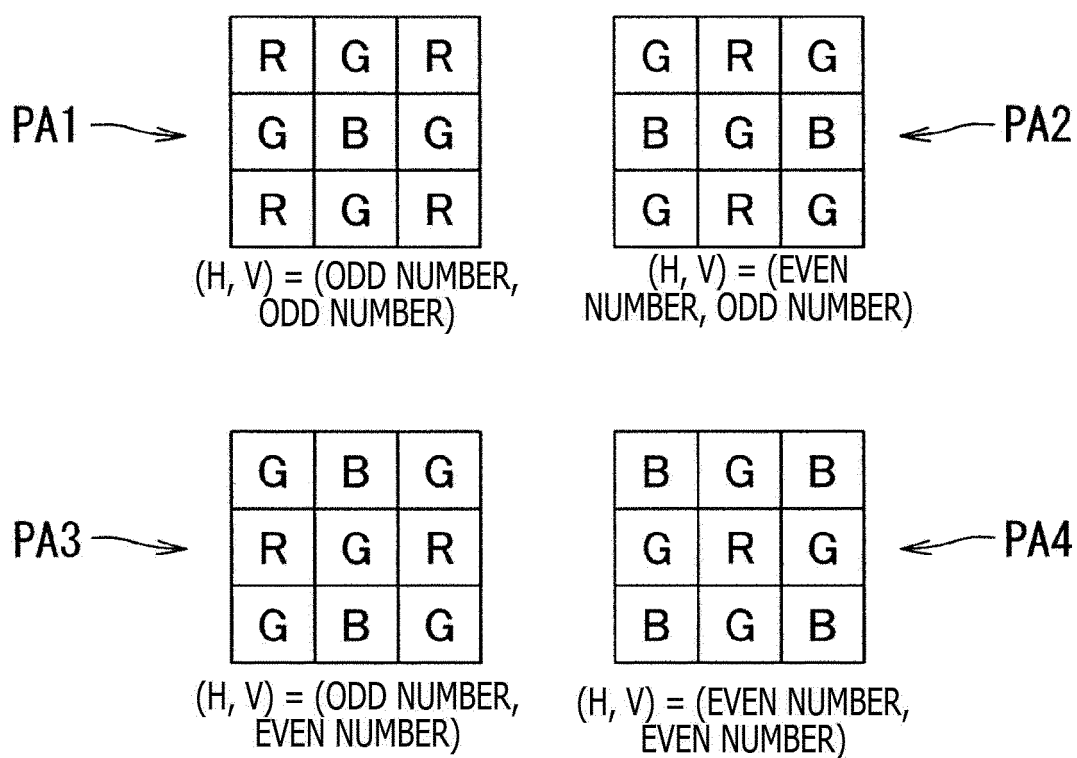 R G R
G B G
R G R
PA1
(H, V) = (ODD NUMBER,
ODD NUMBER)
G R G
B G B
G R G
PA2
(H, V) = (EVEN
NUMBER, ODD NUMBER)
G B G
R G R
G B G
PA3
(H, V) = (ODD NUMBER,
EVEN NUMBER)
B G B
G R G
B G B
PA4
(H, V) = (EVEN NUMBER,
EVEN NUMBER)